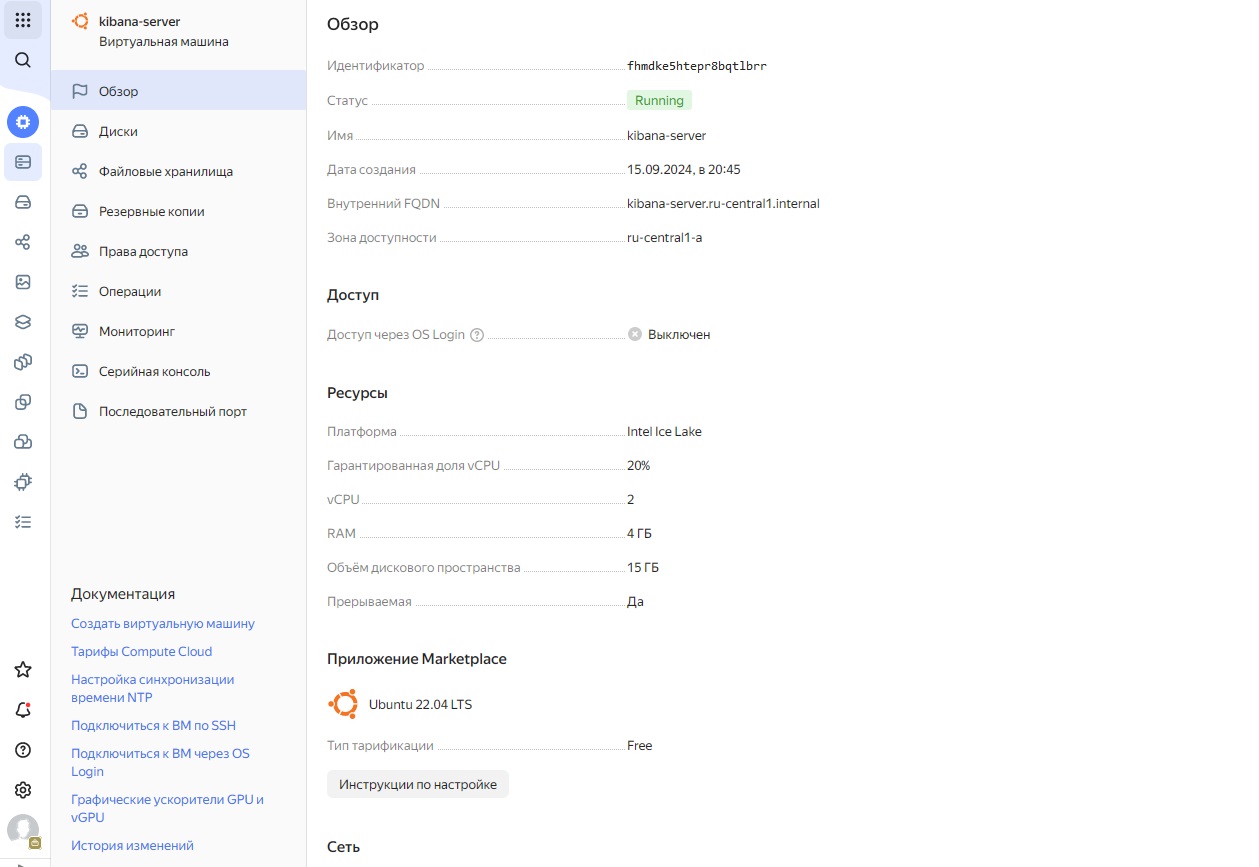 kibana-server
Виртуальная машина
Обзор
Диски
Файловые хранилища
Резервные копии
Права доступа
Операции
Мониторинг
Серийная консоль
Последовательный порт
Документация
Создать виртуальную машину
Тарифы Compute Cloud
Настройка синхронизации
времени NTP
Подключиться к ВМ по SSH
Подключиться к ВМ через OS
Login
Графические ускорители GPU и
vGPU
История изменений
Обзор
Идентификатор fhmdke5htepr8bqtlbrr
Статус Running
Имя kibana-server
Дата создания 15.09.2024, в 20:45
Внутренний FQDN kibana-server.ru-central1.internal
Зона доступности ru-central1-a
Доступ
Доступ через OS Login Выключен
Ресурсы
Платформа Intel Ice Lake
Гарантированная доля vCPU 20%
vCPU 2
RAM 4 ГБ
Объём дискового пространства 15 ГБ
Прерываемая Да
Приложение Marketplace
Ubuntu 22.04 LTS
Тип тарификации Free
Инструкции по настройке
Сеть